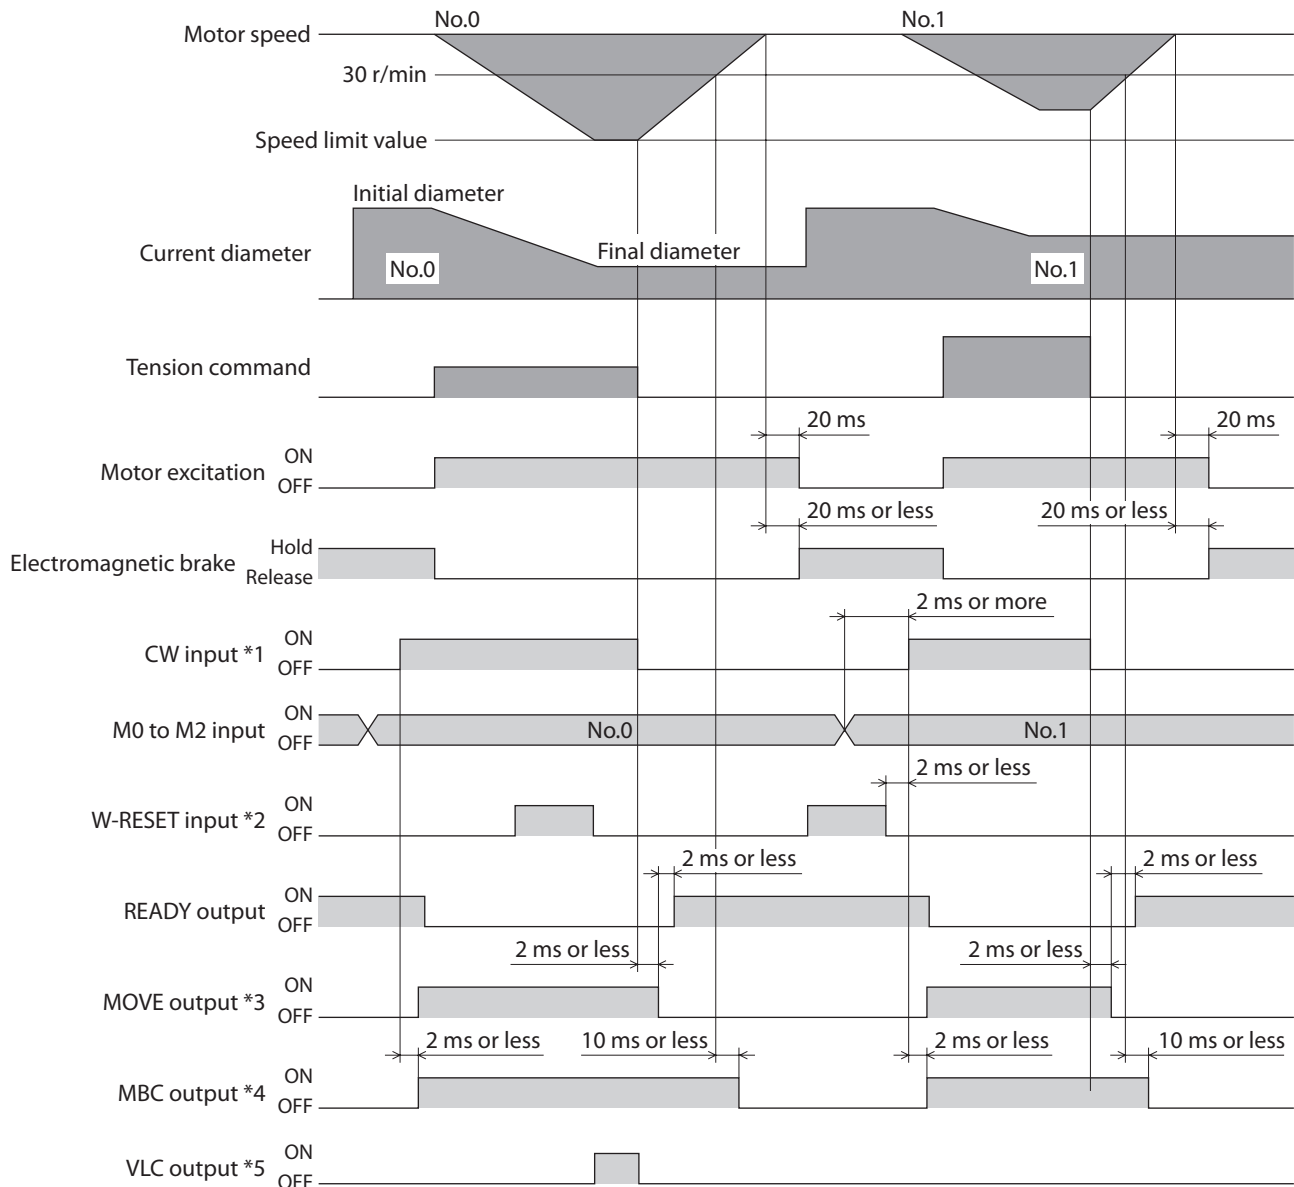 No.0
No.1
Motor speed
30 r/min
Speed limit value
Initial diameter
Current diameter
Final diameter
No.0
No.1
Tension command
20 ms
20 ms
Motor excitation
ON
OFF
20 ms or less
20 ms or less
Electromagnetic brake
Hold
Release
2 ms or more
CW input *1
ON
OFF
M0 to M2 input
ON
OFF
No.0
No.1
2 ms or less
W-RESET input *2
ON
OFF
2 ms or less
2 ms or less
READY output
ON
OFF
2 ms or less
2 ms or less
MOVE output *3
ON
OFF
2 ms or less
10 ms or less
2 ms or less
10 ms or less
MBC output *4
ON
OFF
VLC output *5
ON
OFF